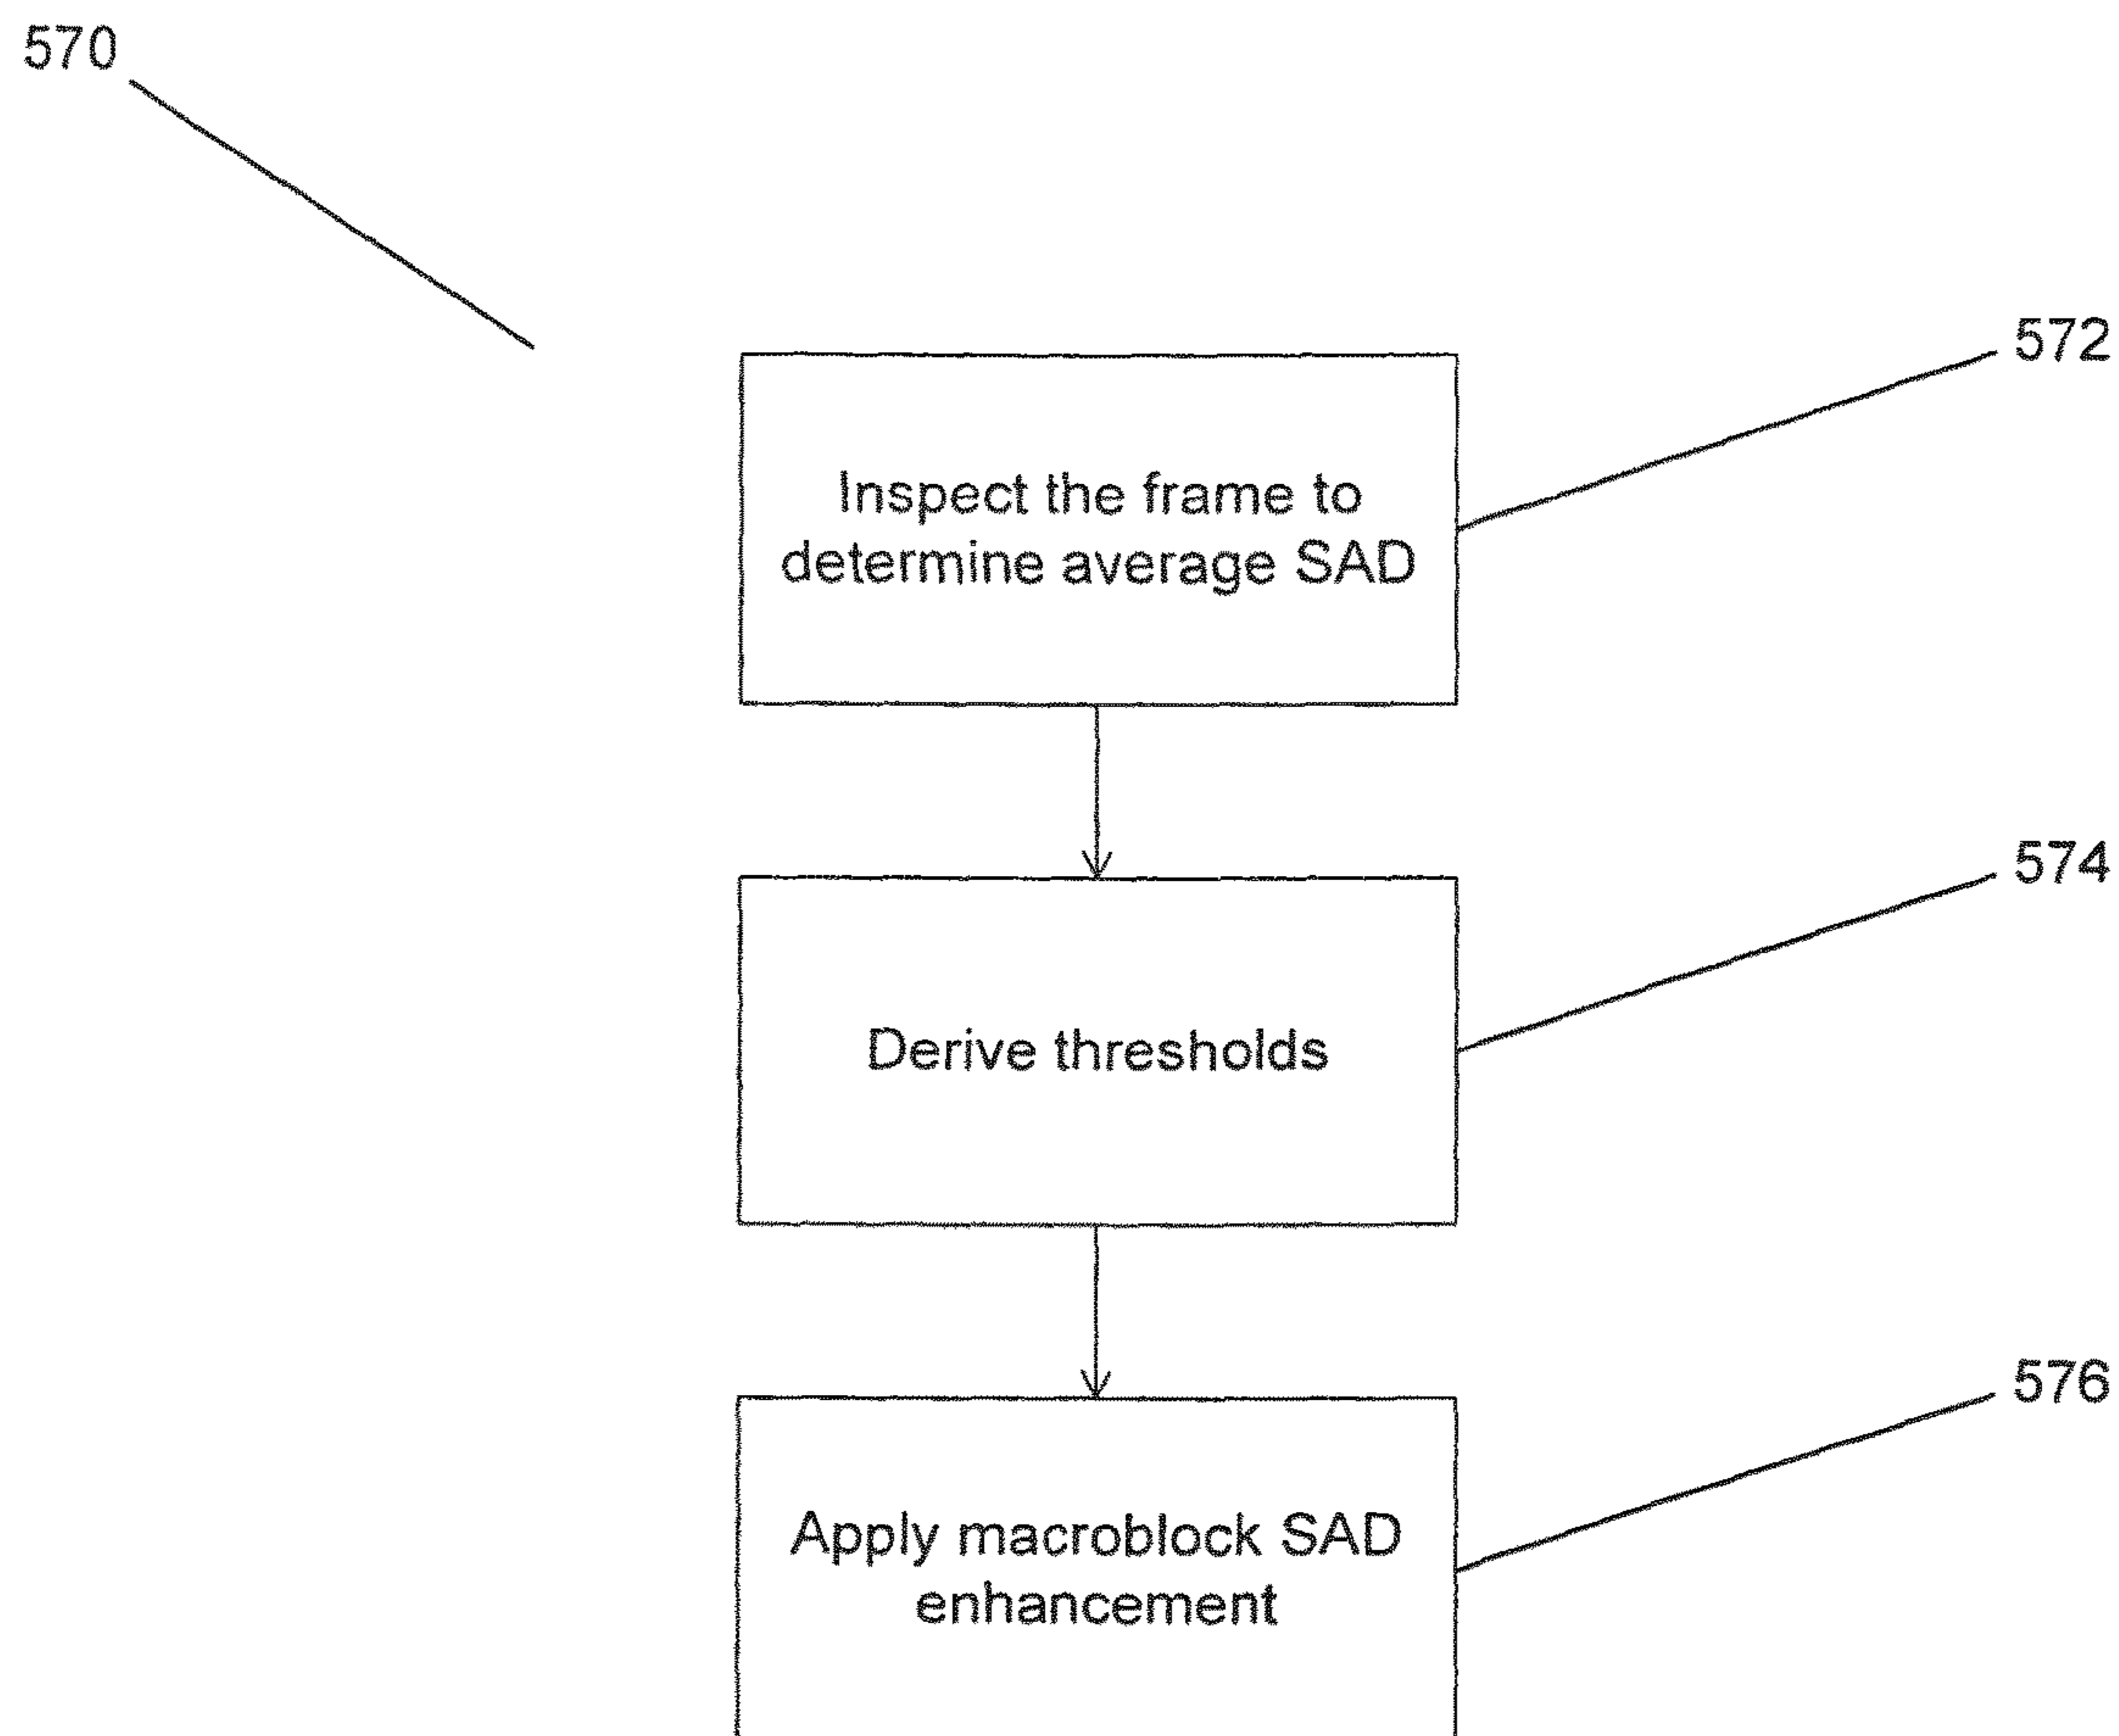 570
572
Inspect the frame to
determine average SAD
574
Derive thresholds
576
Apply macroblock SAD
enhancement